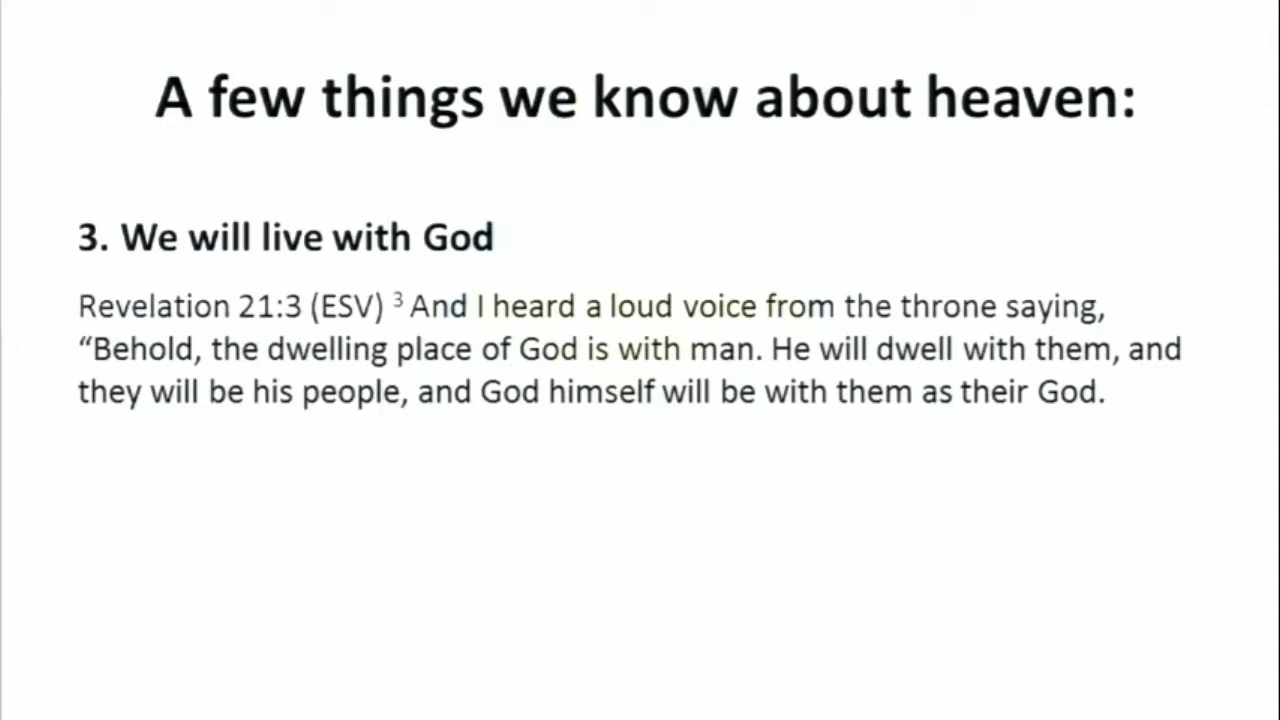 A few things we know about heaven:
3. We will live with God
Revelation 21:3 (ESV) ³ And I heard a loud voice from the throne saying,
“Behold, the dwelling place of God is with man. He will dwell with them, and
they will be his people, and God himself will be with them as their God.